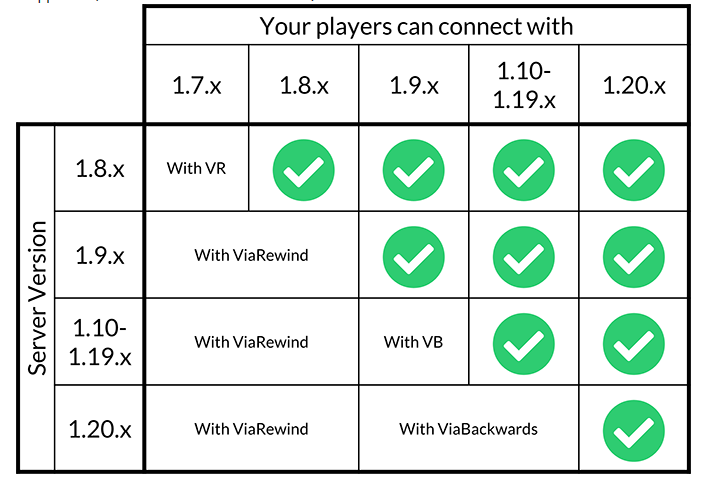 Your players can connect with
1.7.x 1.8.x 1.9.x 1.10- 1.20.x
1.19.x
Server Version
1.8.x With VR
1.9.x With ViaRewind
1.10- With ViaRewind With VB
1.19.x
1.20.x With ViaRewind With ViaBackwards